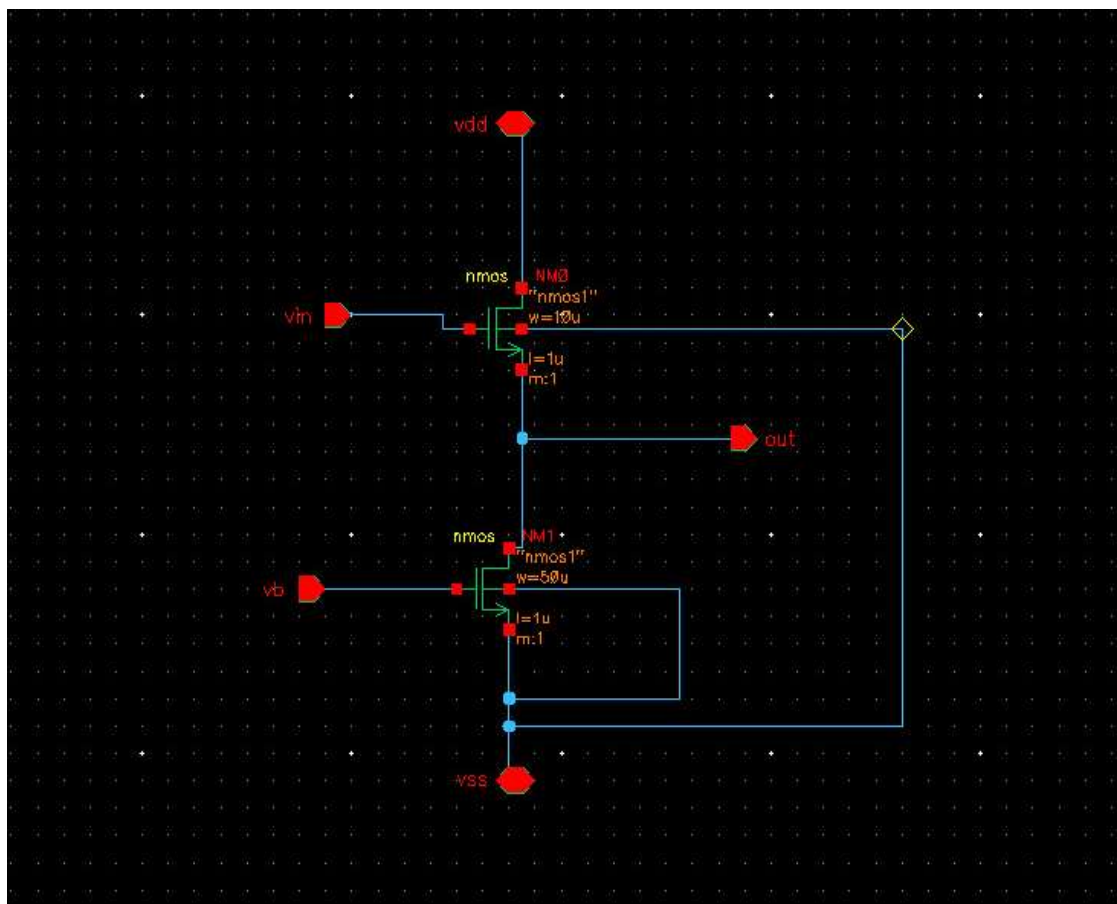 vdd
nmos NM0
"nmos1"
vin
w=10u
l=1u
m:1
out
nmos NM1
"nmos1"
w=50u
vb
l=1u
m:1
vss